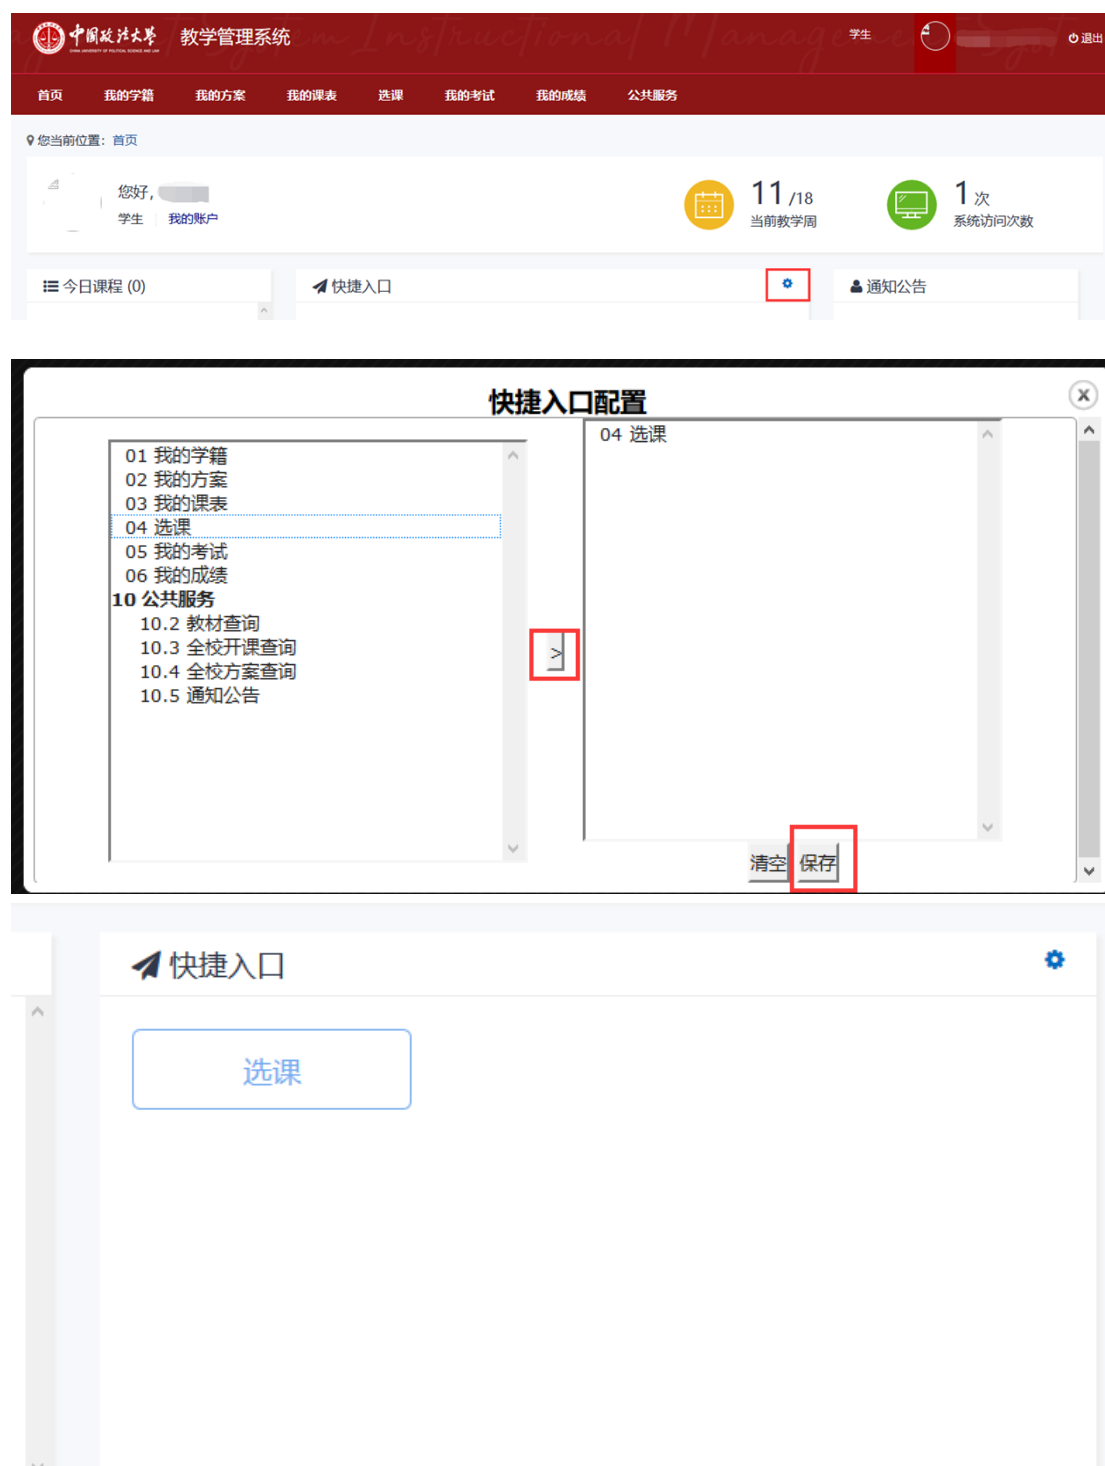 中国政法大学 教学管理系统 学生 退出
CHINA UNIVERSITY OF POLITICAL SCIENCE AND LAW
首页 我的学籍 我的方案 我的课表 选课 我的考试 我的成绩 公共服务
您当前位置：首页
您好，
学生 我的账户
11 /18
当前教学周
1 次
系统访问次数
今日课程 (0)
快捷入口
通知公告
快捷入口配置
01 我的学籍
02 我的方案
03 我的课表
04 选课
05 我的考试
06 我的成绩
10 公共服务
10.2 教材查询
10.3 全校开课查询
10.4 全校方案查询
10.5 通知公告
>
04 选课
清空 保存
快捷入口
选课